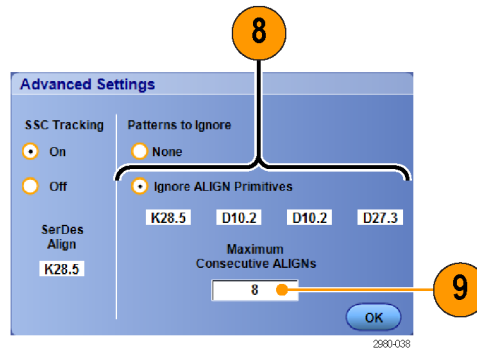 8
Advanced Settings
SSC Tracking
On
Off
SerDes
Align
K28.5
Patterns to Ignore
None
Ignore ALIGN Primitives
K28.5 D10.2 D10.2 D27.3
Maximum
Consecutive ALIGNs
8
9
OK
2980-038